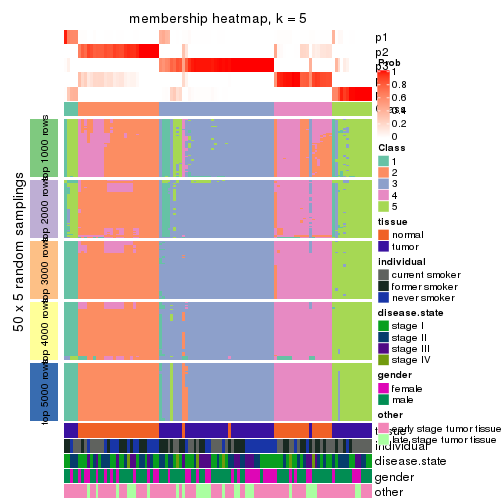 membership heatmap, k = 5
50 x 5 random samplings
top 1000 rows
top 2000 rows
top 3000 rows
top 4000 rows
top 5000 rows
p1
p2
p3
tissue
individual
disease.state
gender
other
Prob
1
0.8
0.6
0.4
0.2
0
Class
1
2
3
4
5
tissue
normal
tumor
individual
current smoker
former smoker
never smoker
disease.state
stage I
stage II
stage III
stage IV
gender
female
male
other
early stage tumor tissue
late stage tumor tissue